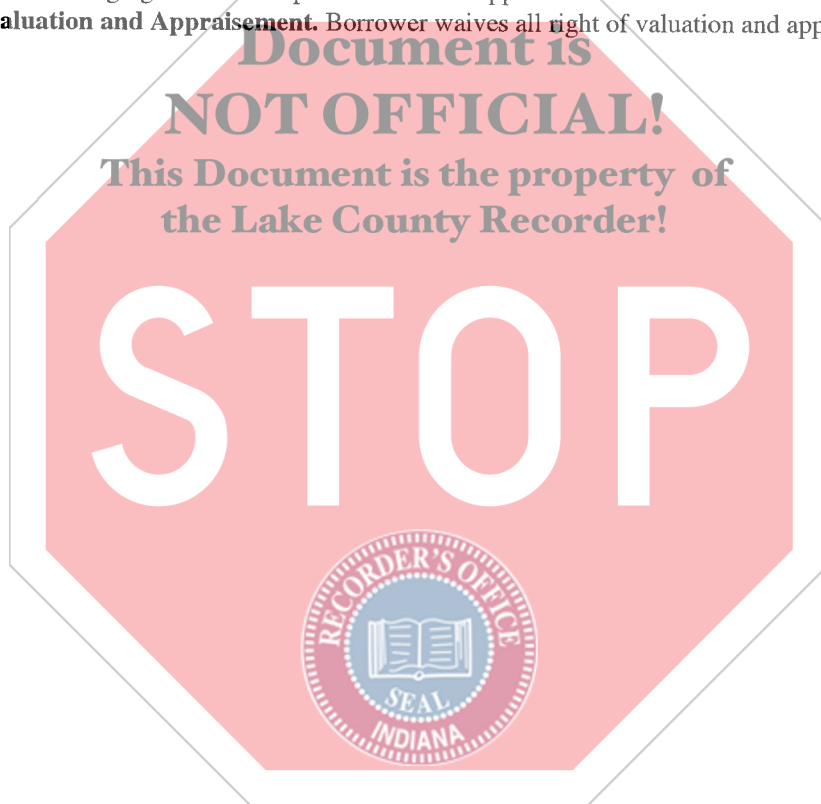 aluation and Appraisement. Borrower waives all right of valuation and app
Document is
NOT OFFICIAL!
This Document is the property of
the Lake County Recorder!
STOP
RECORDER'S OFFICE
SEAL
INDIANA